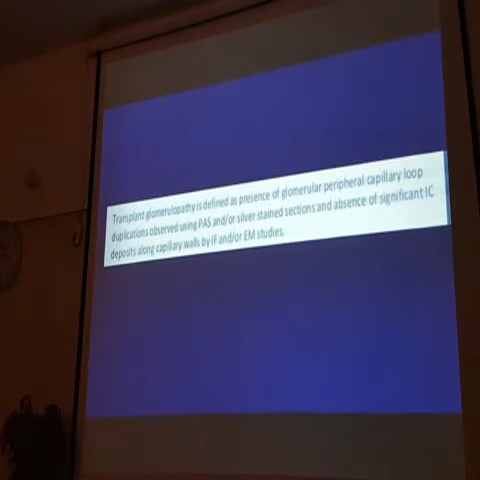 Transplant glomerulopathy is defined as presence of glomerular peripheral capillary loop
duplications observed using PAS and/or silver stained sections and absence of significant IC
deposits along capillary walls by IF and/or EM studies.